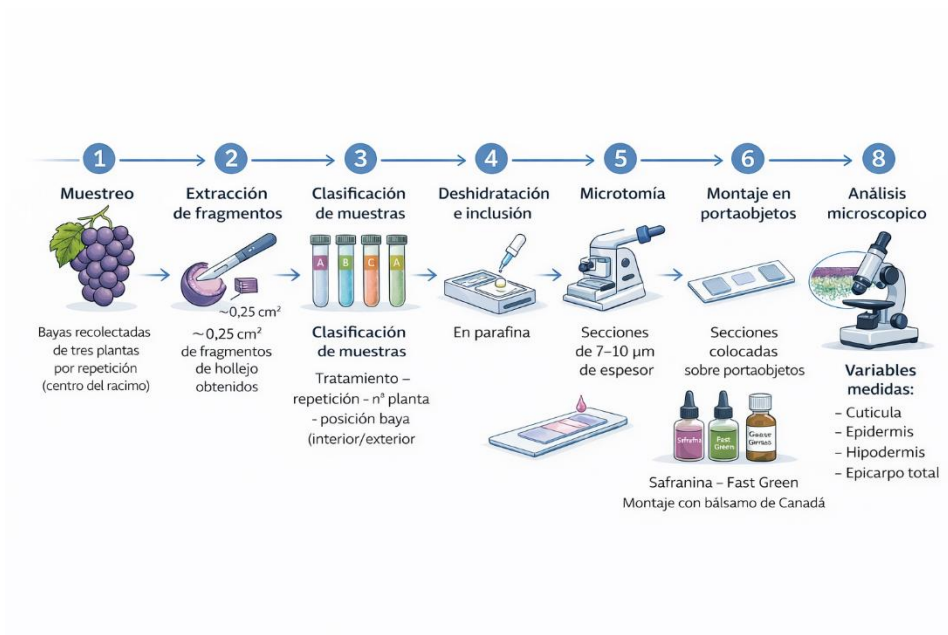 1
2
3
4
5
6
8
Muestreo
Bayas recolectadas
de tres plantas
por repetición
(centro del racimo)
Extracción
de fragmentos
~0,25 cm²
~0,25 cm²
de fragmentos
de hollejo
obtenidos
Clasificación
de muestras
A
B
C
A
Clasificación
de muestras
Tratamiento –
repetición - nº planta
- posición baya
(interior/exterior
Deshidratación
e inclusión
En parafina
Microtomía
Secciones
de 7–10 µm
de espesor
Montaje en
portaobjetos
Secciones
colocadas
sobre portaobjetos
Fast
Green
Safranina – Fast Green
Montaje con bálsamo de Canadá
Análisis
microscopico
Variables
medidas:
– Cuticula
– Epidermis
– Hipodermis
– Epicarpo total